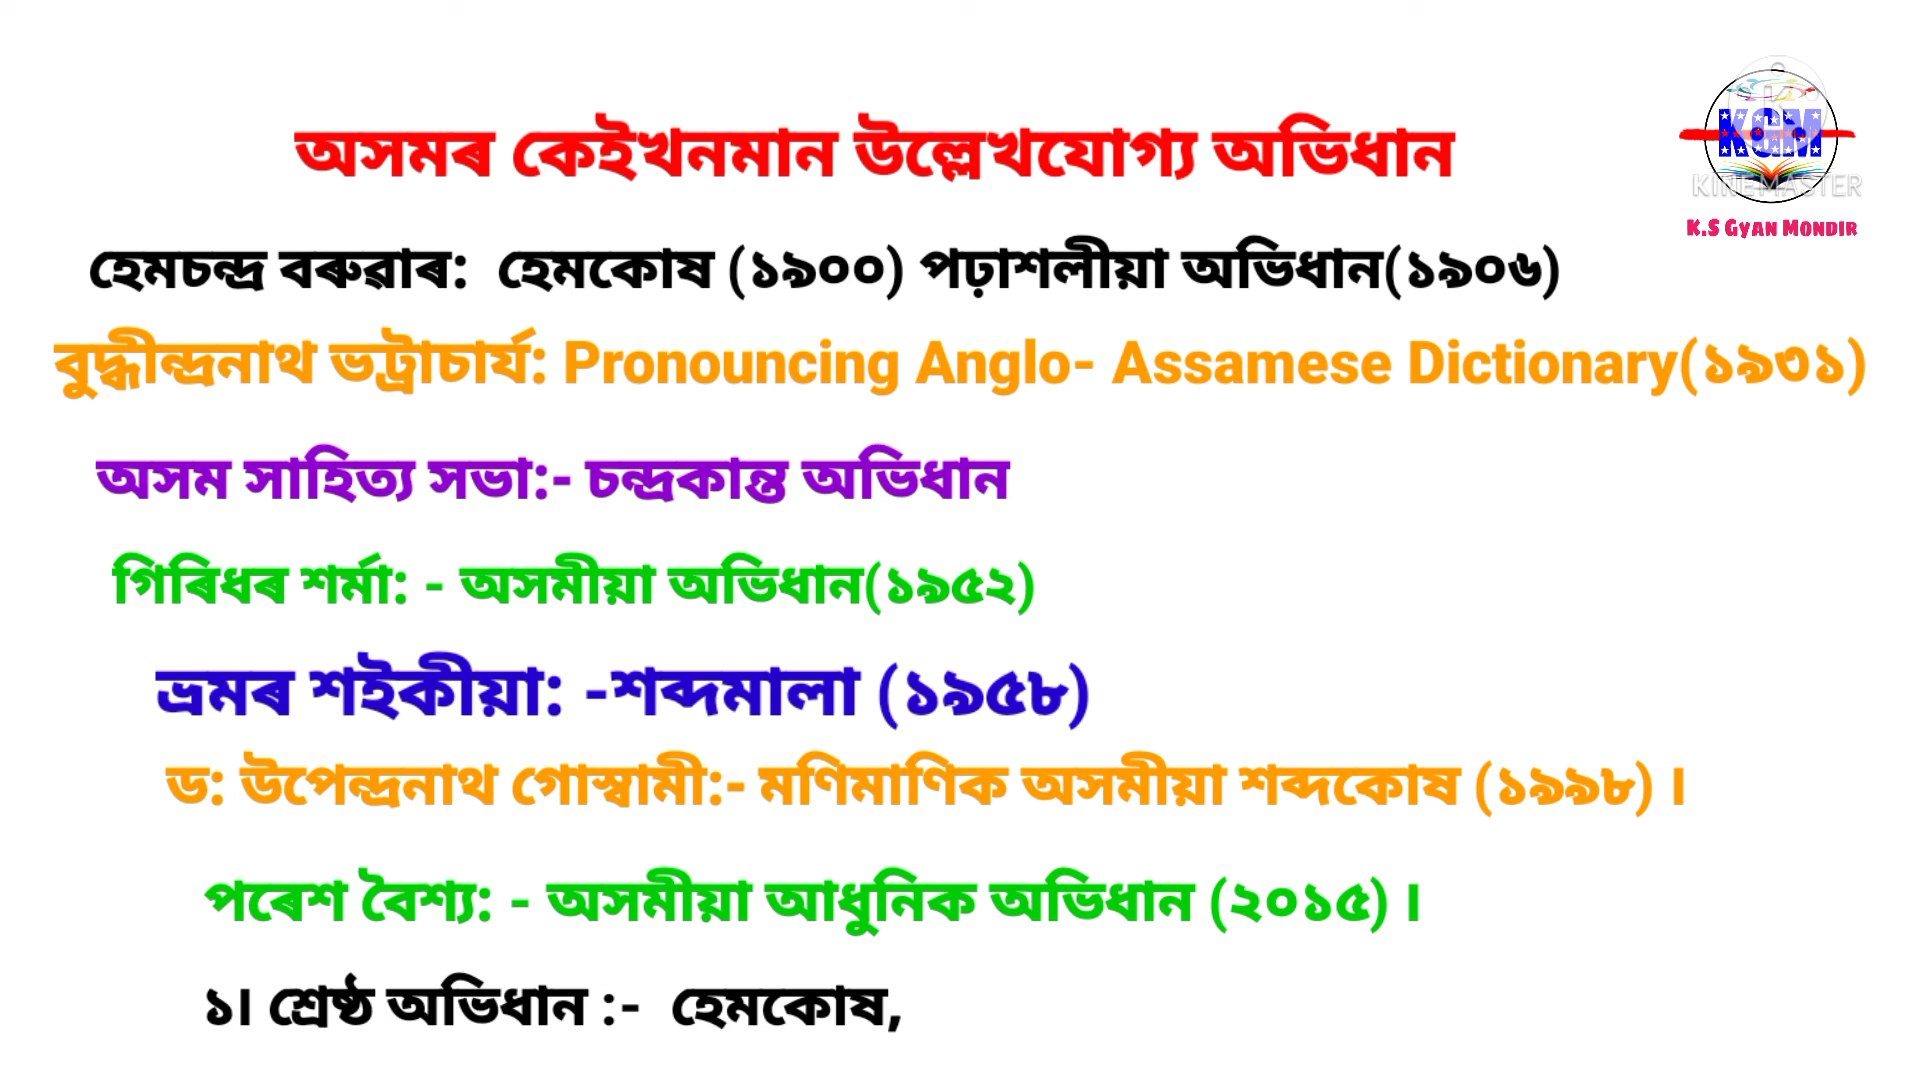 অসমৰ কেইখনমান উল্লেখযোগ্য অভিধান
KGM
KINEMASTER
K.S GYAN MONDIR
হেমচন্দ্ৰ বৰুৱাৰ: হেমকোষ (১৯০০) পঢ়াশলীয়া অভিধান(১৯০৬)
বুদ্ধীন্দ্ৰনাথ ভট্ৰাচাৰ্য: Pronouncing Anglo- Assamese Dictionary(১৯৩১)
অসম সাহিত্য সভা:- চন্দ্ৰকান্ত অভিধান
গিৰিধৰ শৰ্মা: - অসমীয়া অভিধান(১৯৫২)
ভ্ৰমৰ শইকীয়া: -শব্দমালা (১৯৫৮)
ড: উপেন্দ্ৰনাথ গোস্বামী:- মণিমাণিক অসমীয়া শব্দকোষ (১৯৯৮) ।
পৰেশ বৈশ্য: - অসমীয়া আধুনিক অভিধান (২০১৫) ।
১। শ্ৰেষ্ঠ অভিধান :- হেমকোষ,